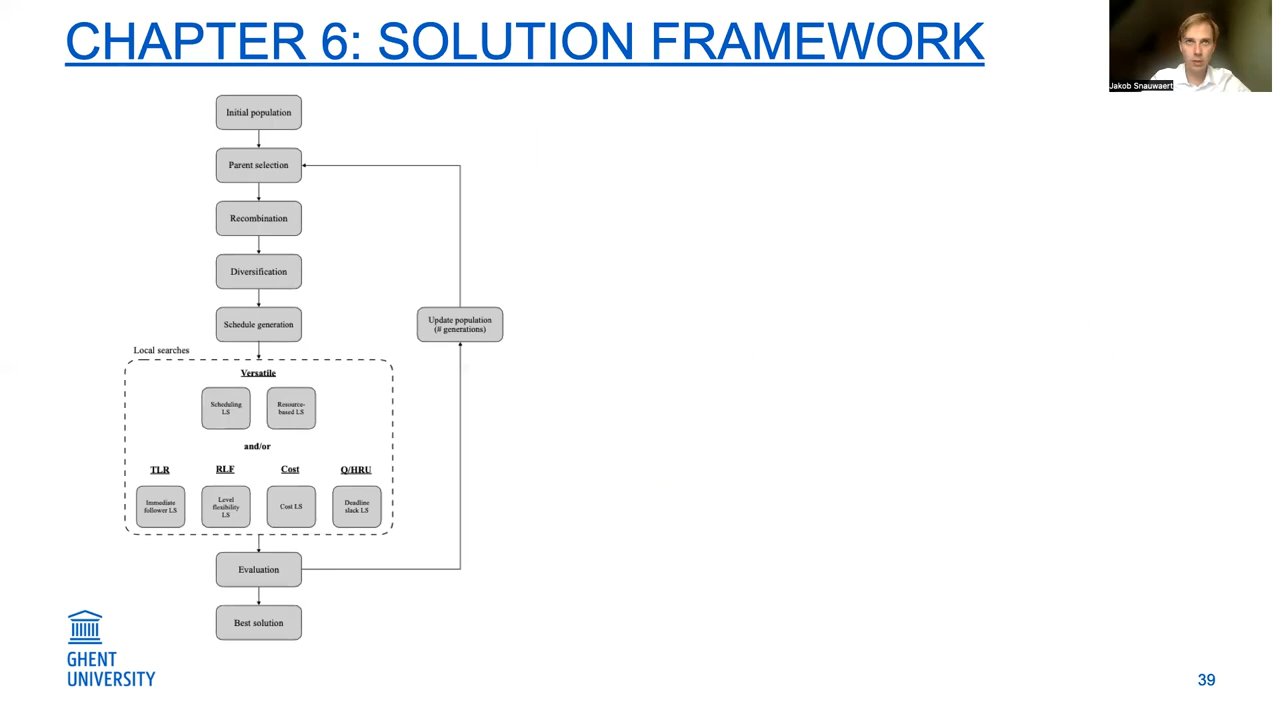 CHAPTER 6: SOLUTION FRAMEWORK
Jakob Snauwaert
Initial population
Parent selection
Recombination
Diversification
Schedule generation
Update population
(# generations)
Local searches
Versatile
Scheduling
LS
Resource-
based LS
and/or
TLR
RLF
Cost
Q/HRU
Immediate
follower LS
Level
flexibility
LS
Cost LS
Deadline
slack LS
Evaluation
Best solution
GHENT
UNIVERSITY
39